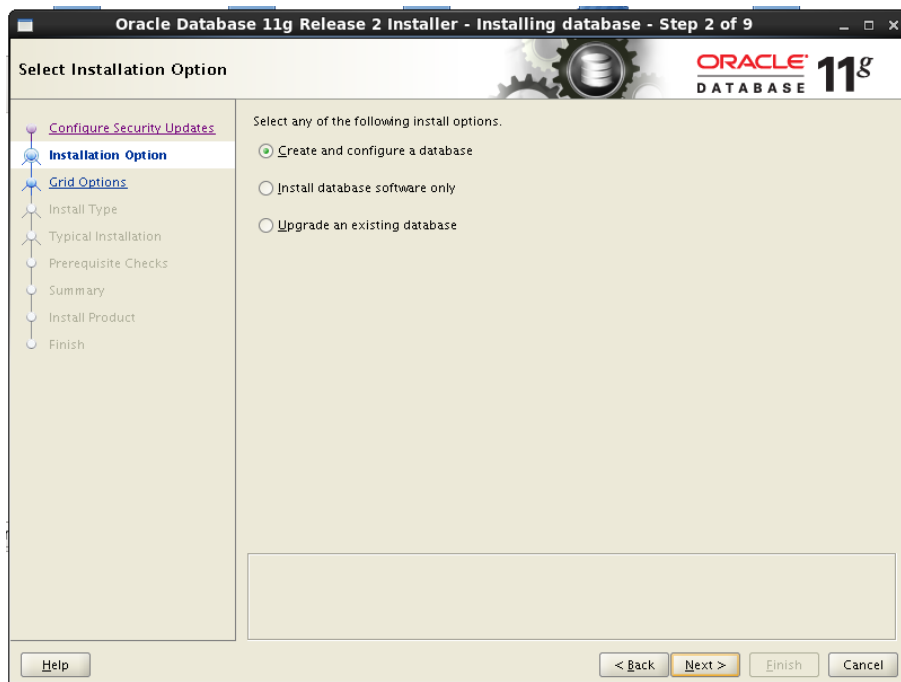 Oracle Database 11g Release 2 Installer - Installing database - Step 2 of 9
Select Installation Option
ORACLE
DATABASE
11g
Configure Security Updates
Installation Option
Grid Options
Install Type
Typical Installation
Prerequisite Checks
Summary
Install Product
Finish
Select any of the following install options.
Create and configure a database
Install database software only
Upgrade an existing database
Help
< Back
Next >
Finish
Cancel